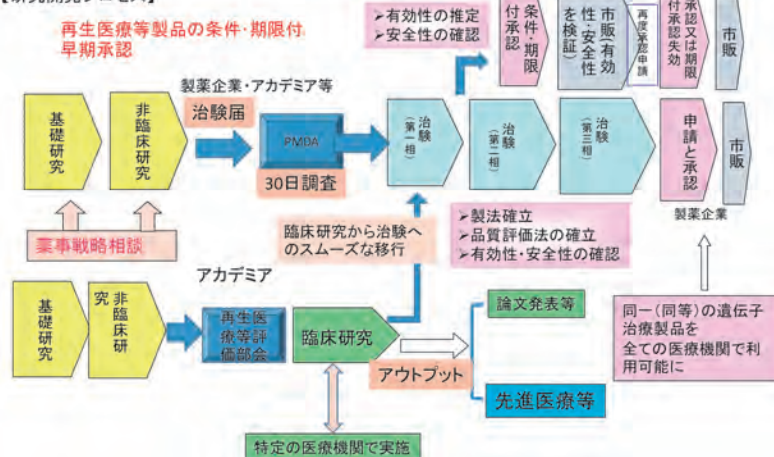 【研究開発プロセス】
再生医療等製品の条件・期限付
早期承認
➢有効性の推定
➢安全性の確認
条件・期限
付承認
市販(有効
性・安全性
を検証)
再度承認申請
承認又は期限
付承認失効
市販
製薬企業・アカデミア等
基礎研究
非臨床研究
治験届
PMDA
30日調査
治験
(第一相)
治験
(第二相)
治験
(第三相)
申請と承認
市販
製薬企業
薬事戦略相談
臨床研究から治験へ
のスムーズな移行
➢製法確立
➢品質評価法の確立
➢有効性・安全性の確認
アカデミア
基礎研究
非臨床研
究
再生医
療等評
価部会
臨床研究
アウトプット
論文発表等
先進医療等
同一(同等)の遺伝子
治療製品を
全ての医療機関で利
用可能に
特定の医療機関で実施